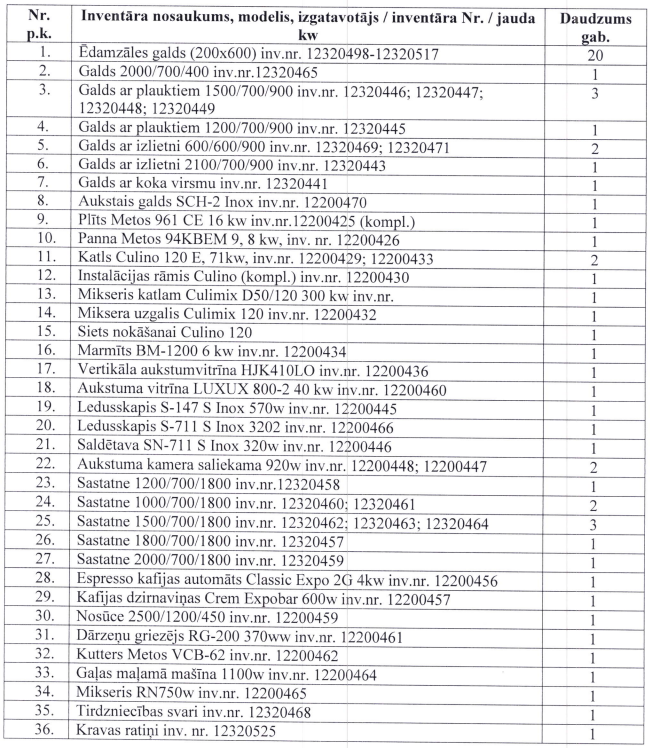 Nr. p.k. Inventāra nosaukums, modelis, izgatavotājs / inventāra Nr. / jauda kw Daudzums gab.
1. Ēdamzāles galds (200x600) inv.nr. 12320498-12320517 20
2. Galds 2000/700/400 inv.nr.12320465 1
3. Galds ar plauktiem 1500/700/900 inv.nr. 12320446; 12320447; 3
12320448; 12320449
4. Galds ar plauktiem 1200/700/900 inv.nr. 12320445 1
5. Galds ar izlietni 600/600/900 inv.nr. 12320469; 12320471 2
6. Galds ar izlietni 2100/700/900 inv.nr. 12320443 1
7. Galds ar koka virsmu inv.nr. 12320441 1
8. Aukstais galds SCH-2 Inox inv.nr. 12200470 1
9. Plīts Metos 961 CE 16 kw inv.nr.12200425 (kompl.) 1
10. Panna Metos 94KBEM 9, 8 kw, inv. nr. 12200426 1
11. Katls Culino 120 E, 71kw, inv.nr. 12200429; 12200433 2
12. Instalācijas rāmis Culino (kompl.) inv.nr. 12200430 1
13. Mikseris katlam Culimix D50/120 300 kw inv.nr. 1
14. Miksera uzgalis Culimix 120 inv.nr. 12200432 1
15. Siets nokāšanai Culino 120 1
16. Marmīts BM-1200 6 kw inv.nr. 12200434 1
17. Vertikāla aukstumvitrīna HJK410LO inv.nr. 12200436 1
18. Aukstuma vitrīna LUXUX 800-2 40 kw inv.nr. 12200460 1
19. Ledusskapis S-147 S Inox 570w inv.nr. 12200445 1
20. Ledusskapis S-711 S Inox 3202 inv.nr. 12200466 1
21. Saldētava SN-711 S Inox 320w inv.nr. 12200446 1
22. Aukstuma kamera saliekama 920w inv.nr. 12200448; 12200447 2
23. Sastatne 1200/700/1800 inv.nr.12320458 1
24. Sastatne 1000/700/1800 inv.nr. 12320460; 12320461 2
25. Sastatne 1500/700/1800 inv.nr. 12320462; 12320463; 12320464 3
26. Sastatne 1800/700/1800 inv.nr. 12320457 1
27. Sastatne 2000/700/1800 inv.nr. 12320459 1
28. Espresso kafijas automāts Classic Expo 2G 4kw inv.nr. 12200456 1
29. Kafijas dzirnaviņas Crem Expobar 600w inv.nr. 12200457 1
30. Nosūce 2500/1200/450 inv.nr. 12200459 1
31. Dārzeņu griezējs RG-200 370ww inv.nr. 12200461 1
32. Kutters Metos VCB-62 inv.nr. 12200462 1
33. Gaļas maļamā mašīna 1100w inv.nr. 12200464 1
34. Mikseris RN750w inv.nr. 12200465 1
35. Tirdzniecības svari inv.nr. 12320468 1
36. Kravas ratiņi inv. nr. 12320525 1